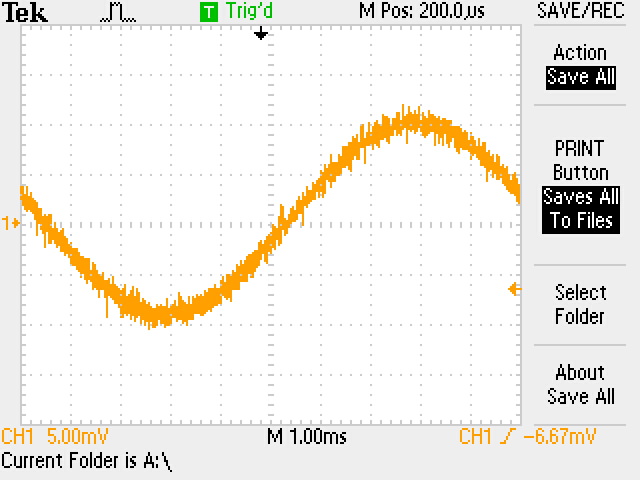 Tek T Trig'd M Pos: 200.0µs SAVE/REC
Action
Save All
PRINT
Button
Saves All
To Files
1
Select
Folder
About
Save All
CH1 5.00mV M 1.00ms CH1 -6.67mV
Current Folder is A:\